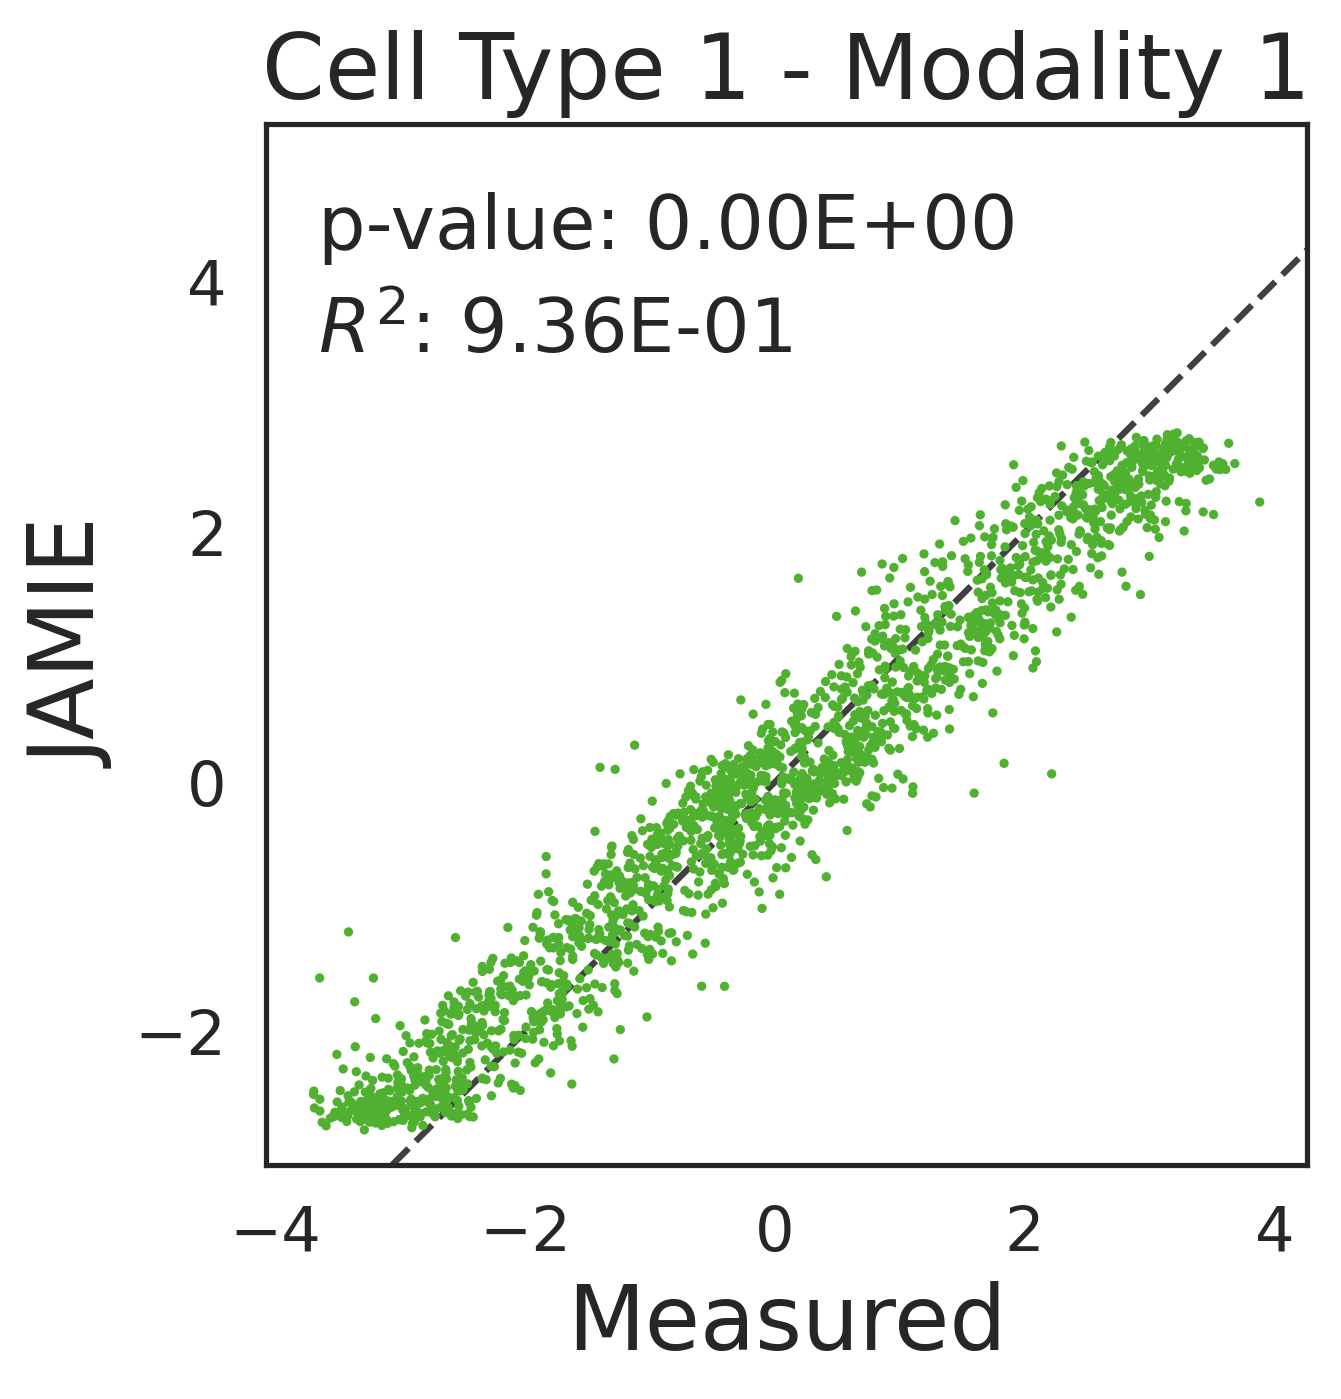 Cell Type 1 - Modality 1
p-value: 0.00E+00
R²: 9.36E-01
JAMIE
4
2
0
−2
−4 −2 0 2 4
Measured